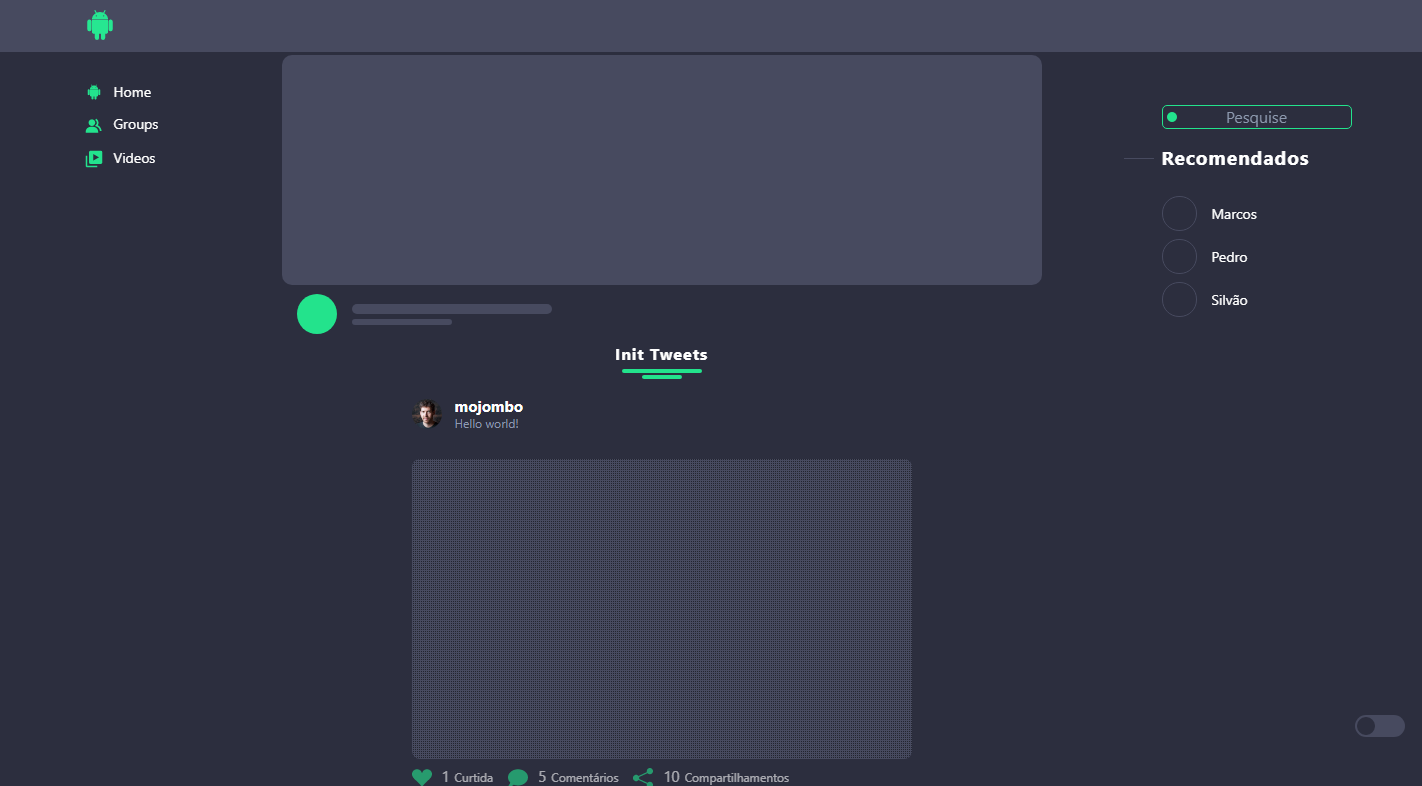 Home
Groups
Videos
Pesquise
Recomendados
Marcos
Pedro
Silvão
Init Tweets
mojombo
Hello world!
1 Curtida 5 Comentários 10 Compartilhamentos